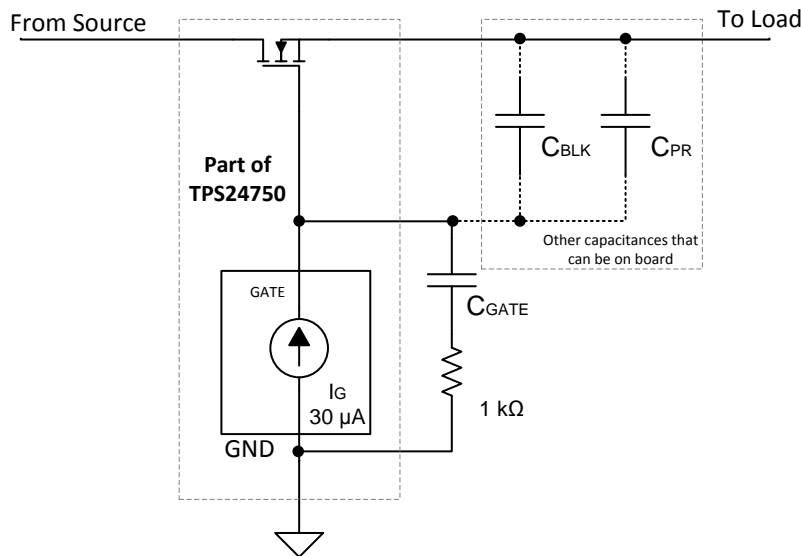 From Source
To Load
CBLK
CPR
Part of
TPS24750
Other capacitances that
can be on board
GATE
CGATE
IG
30 µA
1 kΩ
GND